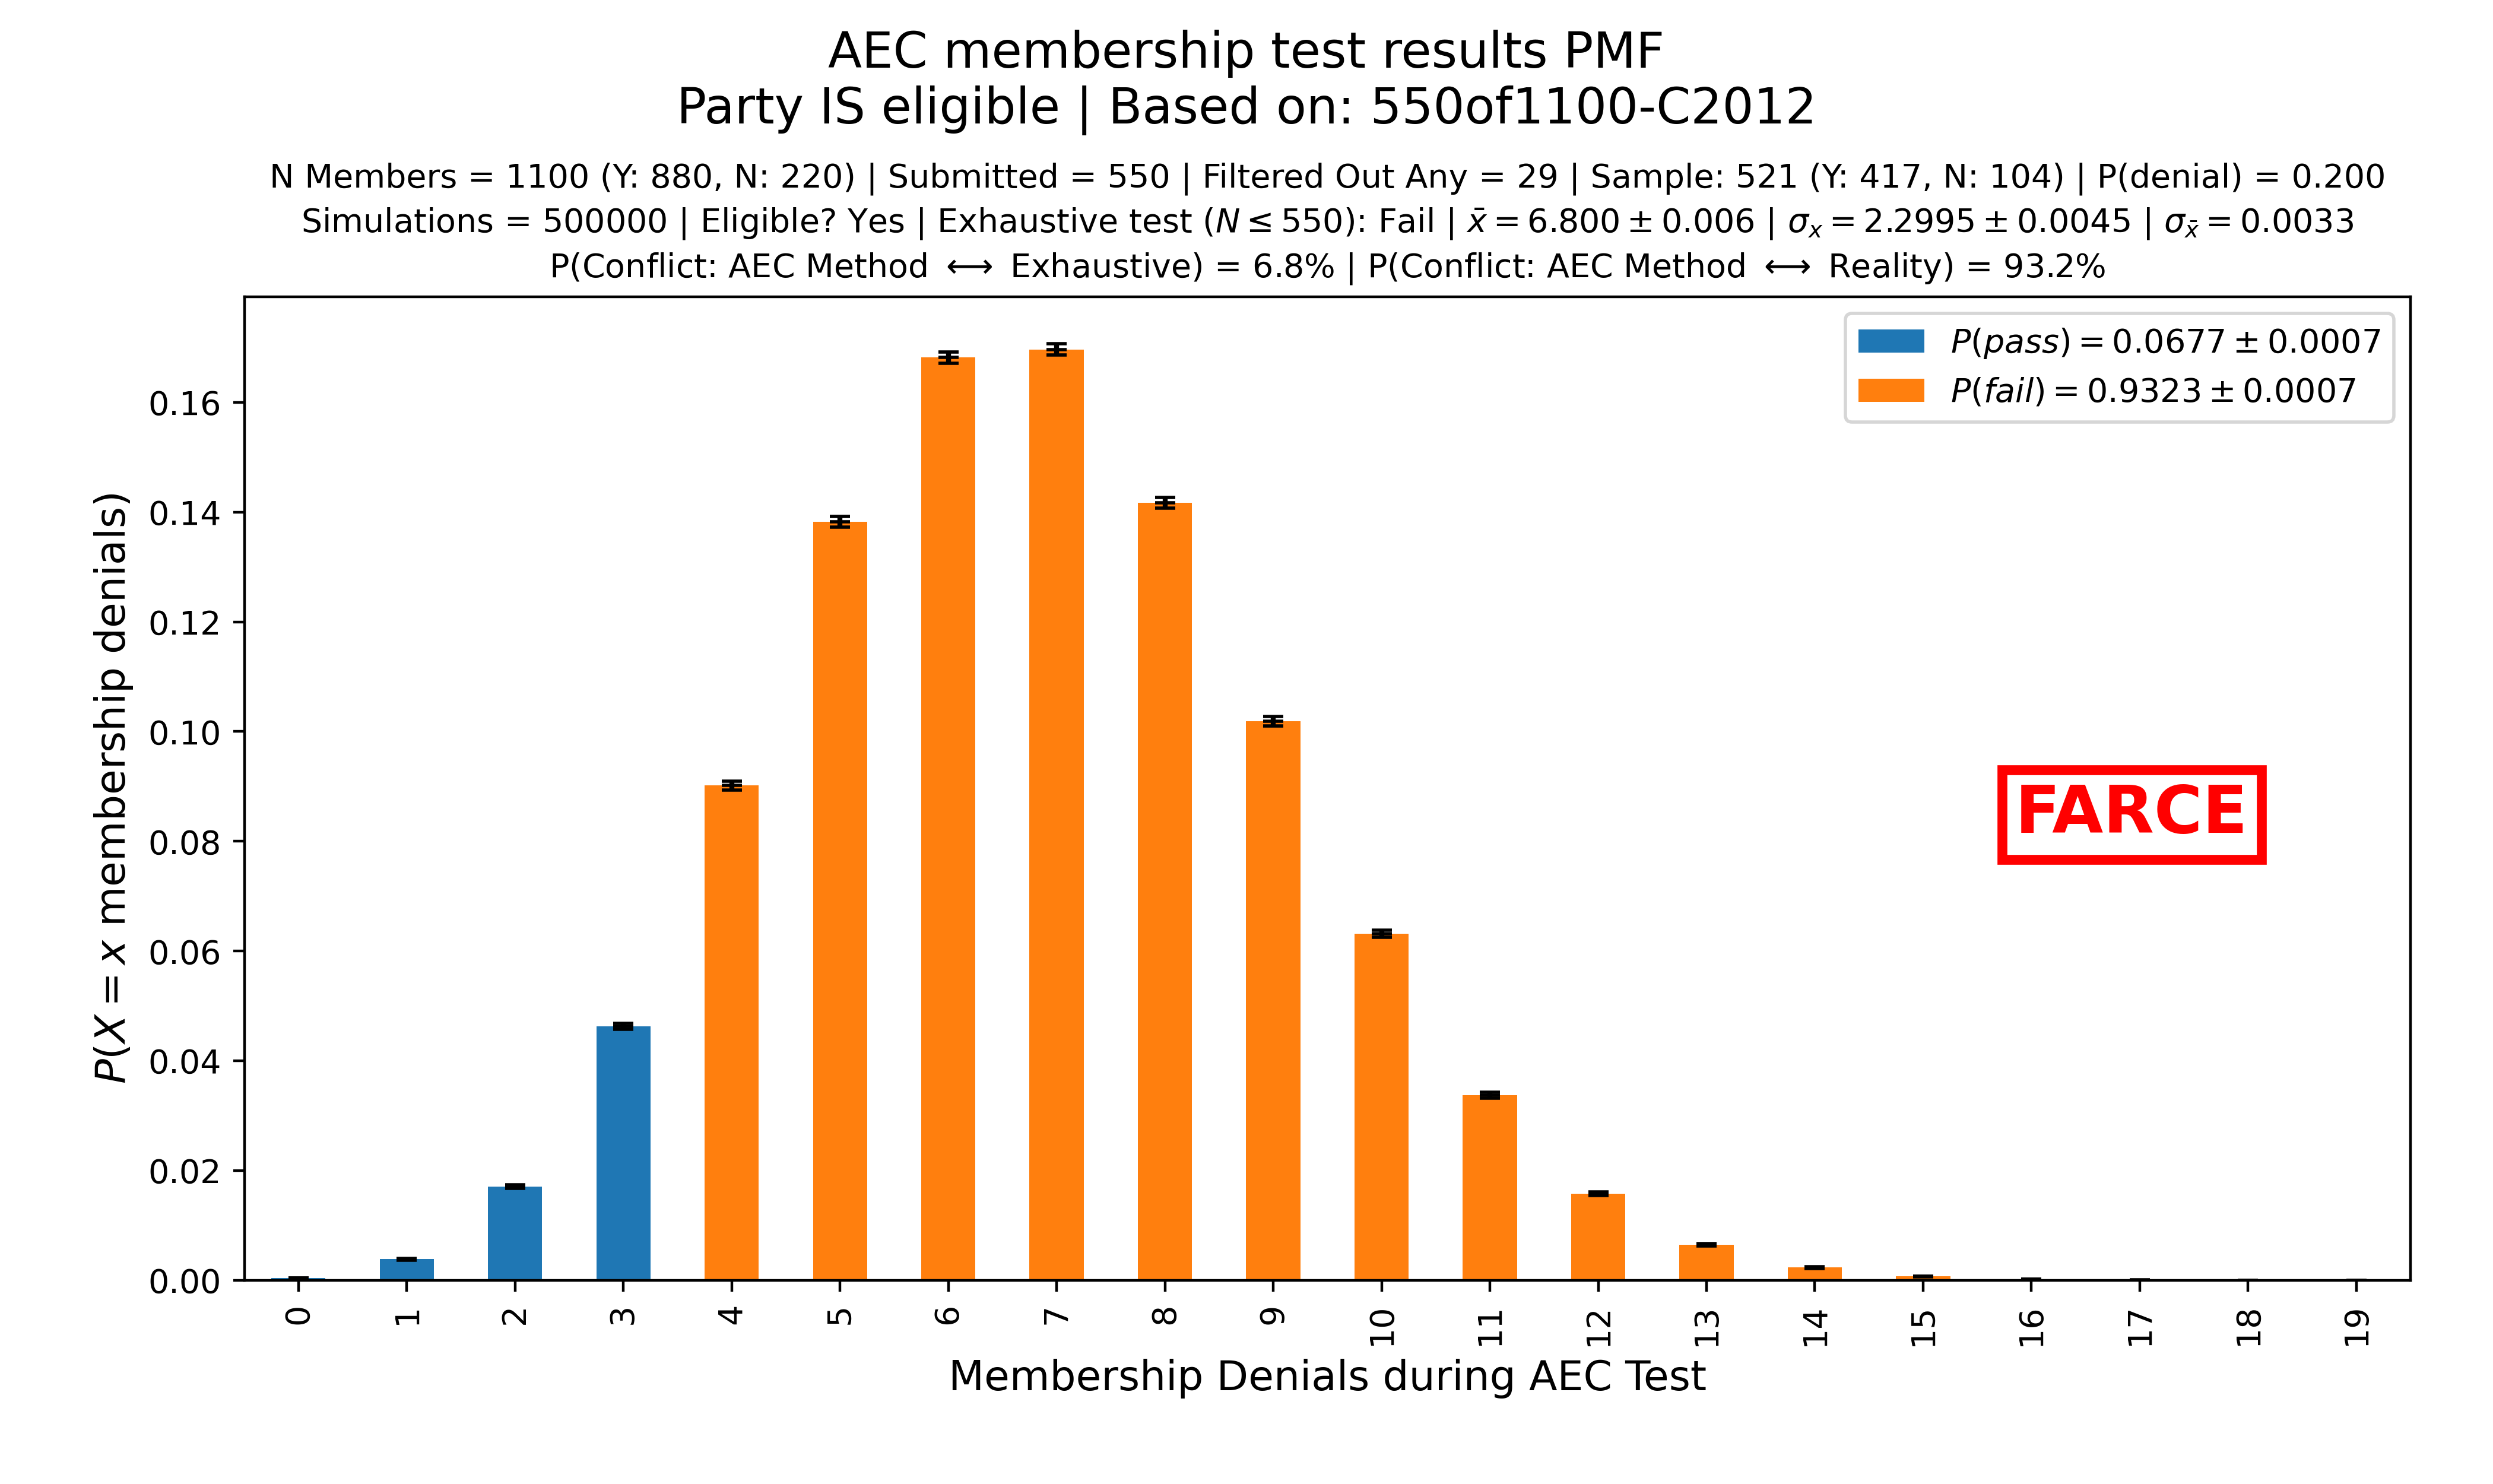 AEC membership test results PMF
Party IS eligible | Based on: 550of1100-C2012
N Members = 1100 (Y: 880, N: 220) | Submitted = 550 | Filtered Out Any = 29 | Sample: 521 (Y: 417, N: 104) | P(denial) = 0.200
Simulations = 500000 | Eligible? Yes | Exhaustive test (N ≤ 550): Fail | x̄ = 6.800 ± 0.006 | σₓ = 2.2995 ± 0.0045 | σ_x̄ = 0.0033
P(Conflict: AEC Method ⟷ Exhaustive) = 6.8% | P(Conflict: AEC Method ⟷ Reality) = 93.2%
P(pass) = 0.0677 ± 0.0007
P(fail) = 0.9323 ± 0.0007
P(X = x membership denials)
0.16
0.14
0.12
0.10
0.08
0.06
0.04
0.02
0.00
FARCE
0 1 2 3 4 5 6 7 8 9 10 11 12 13 14 15 16 17 18 19
Membership Denials during AEC Test